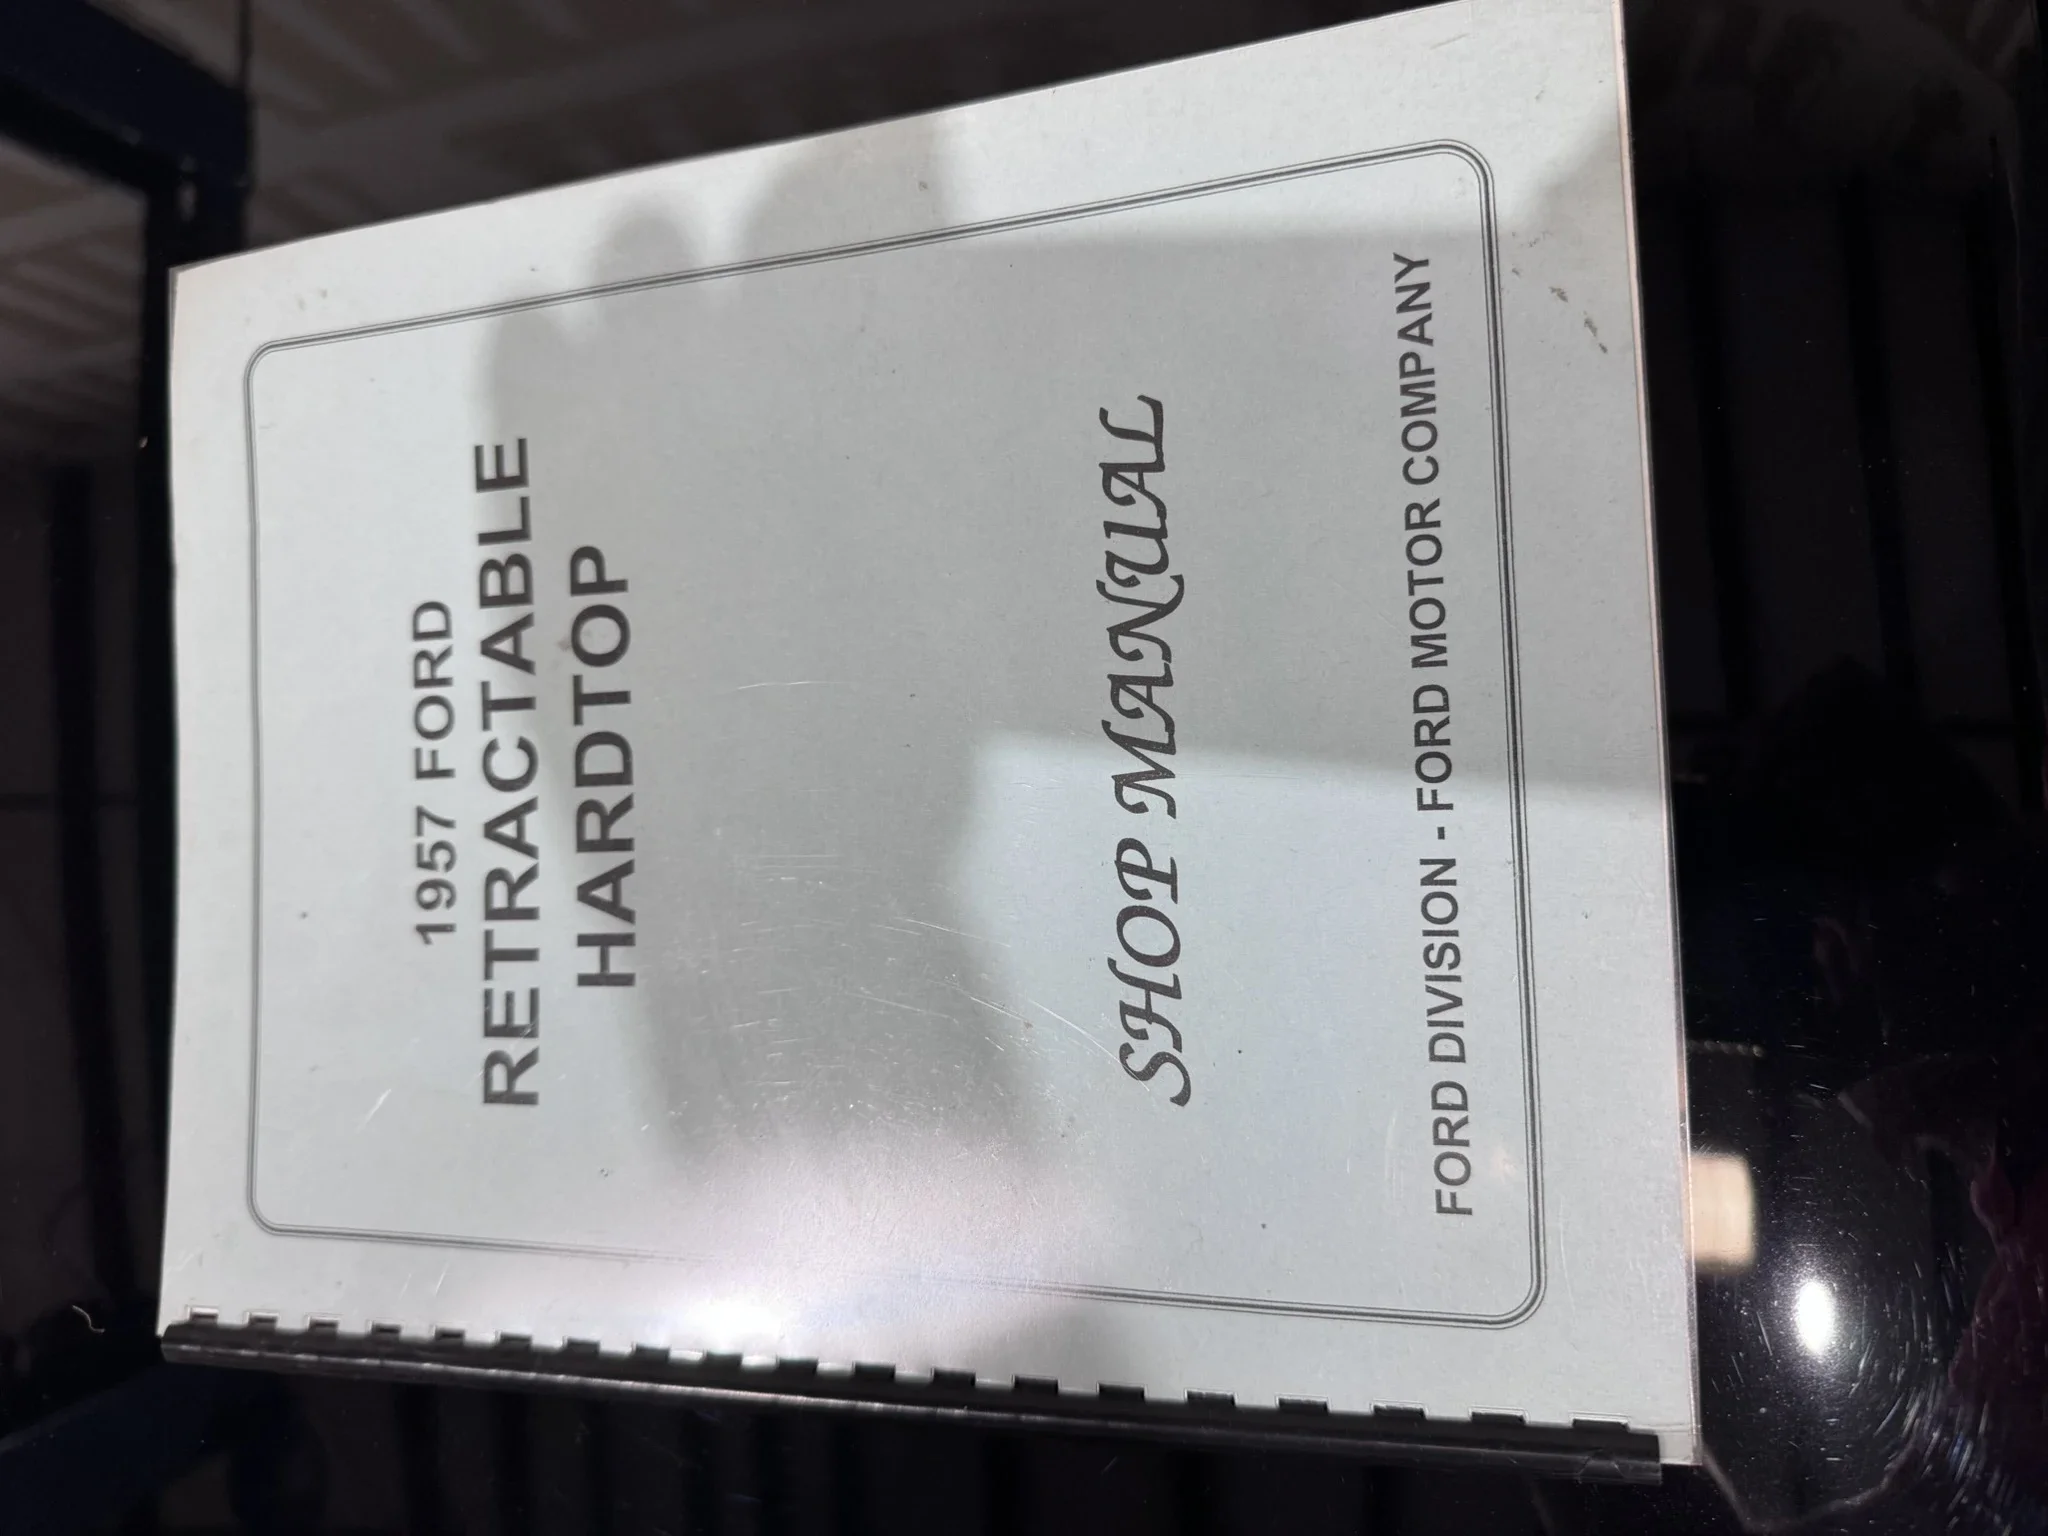 1957 FORD
RETRACTABLE
HARDTOP
SHOP MANUAL
FORD DIVISION - FORD MOTOR COMPANY